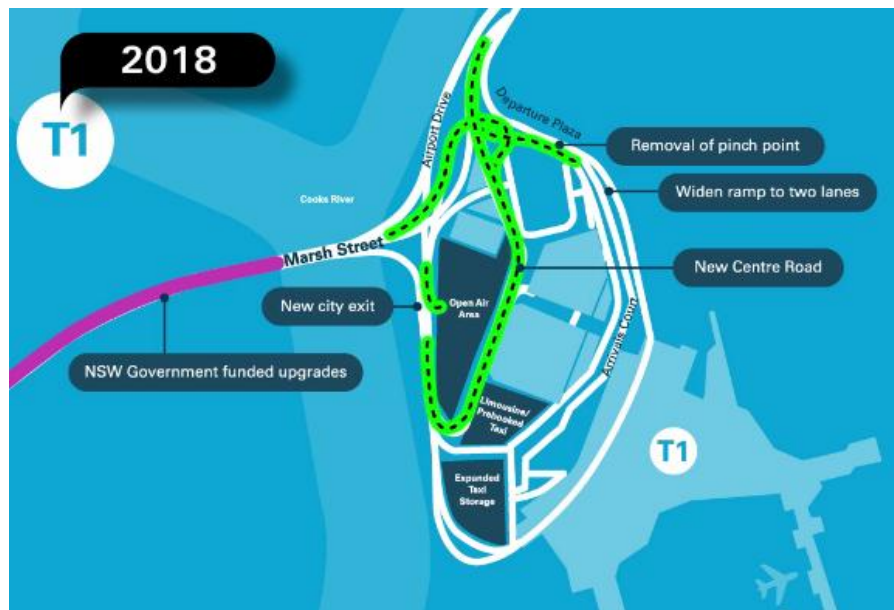 2018
T1
Airport Drive
Departure Plaza
Removal of pinch point
Widen ramp to two lanes
Cooks River
Marsh Street
New Centre Road
New city exit
Open Air
Area
NSW Government funded upgrades
Arrivals Court
Limousine/
Prebooked
Taxi
T1
Expanded
Taxi
Storage